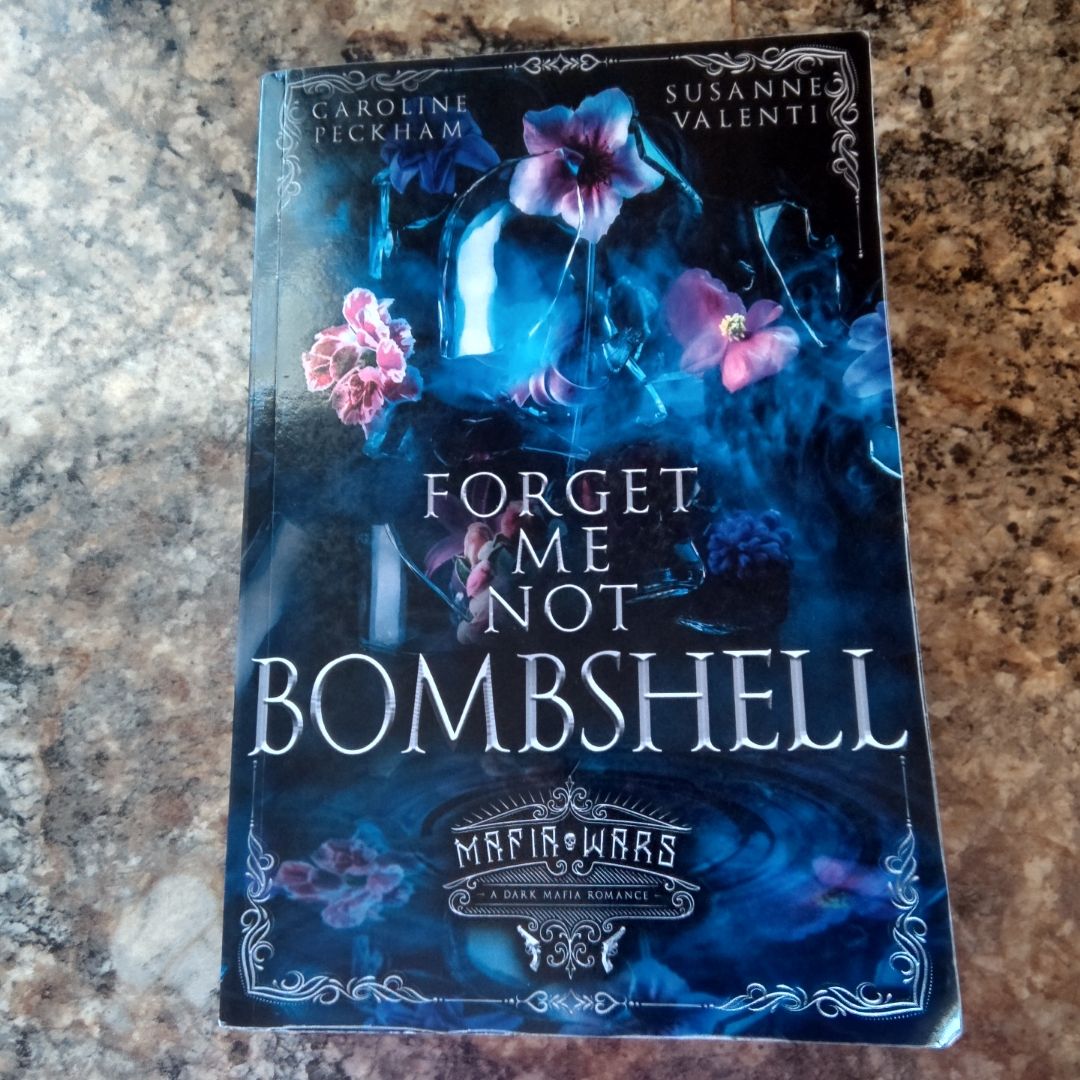 CAROLINE
PECKHAM
SUSANNE
VALENTI
FORGET
ME
NOT
BOMBSHELL
MAFIA WARS
A DARK MAFIA ROMANCE